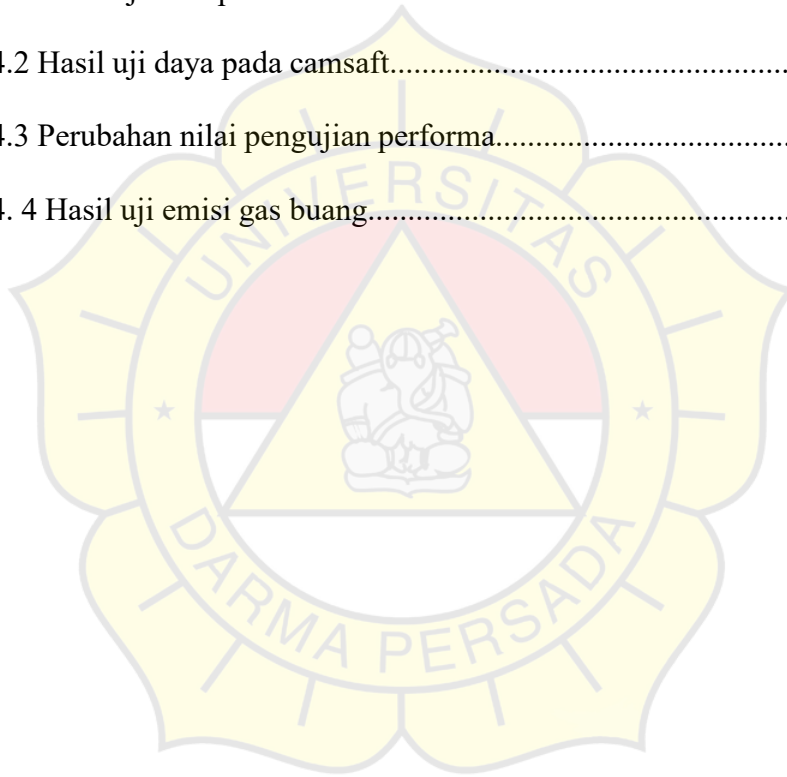 4.2 Hasil uji daya pada camsaft..............................................
4.3 Perubahan nilai pengujian performa.................................
4. 4 Hasil uji emisi gas buang................................................
UNIVERSITAS
DARMA PERSADA